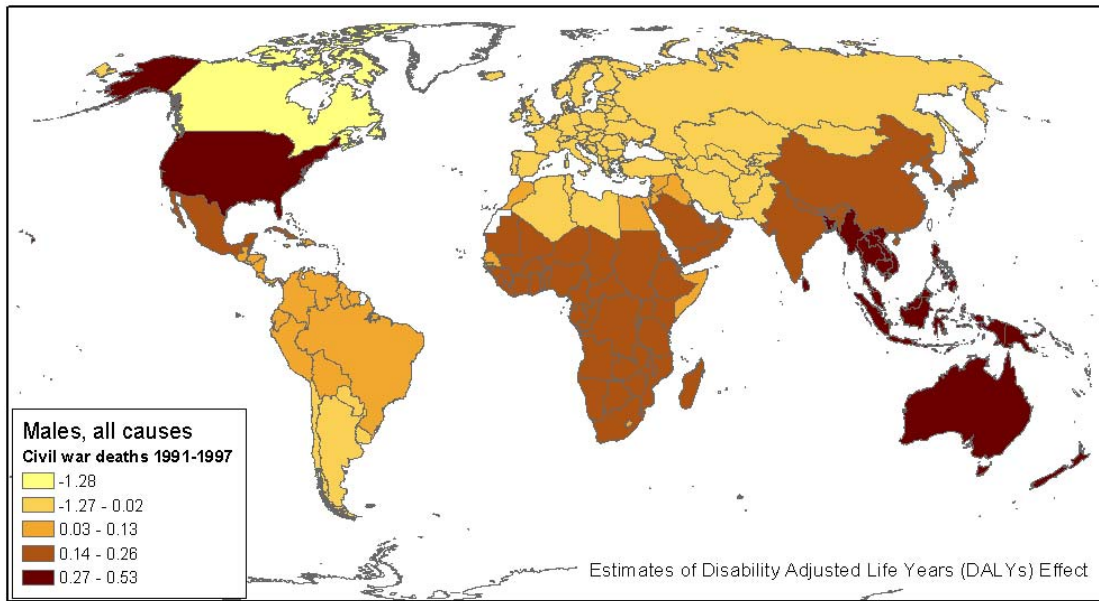 Males, all causes
Civil war deaths 1991-1997
-1.28
-1.27 - 0.02
0.03 - 0.13
0.14 - 0.26
0.27 - 0.53
Estimates of Disability Adjusted Life Years (DALYs) Effect